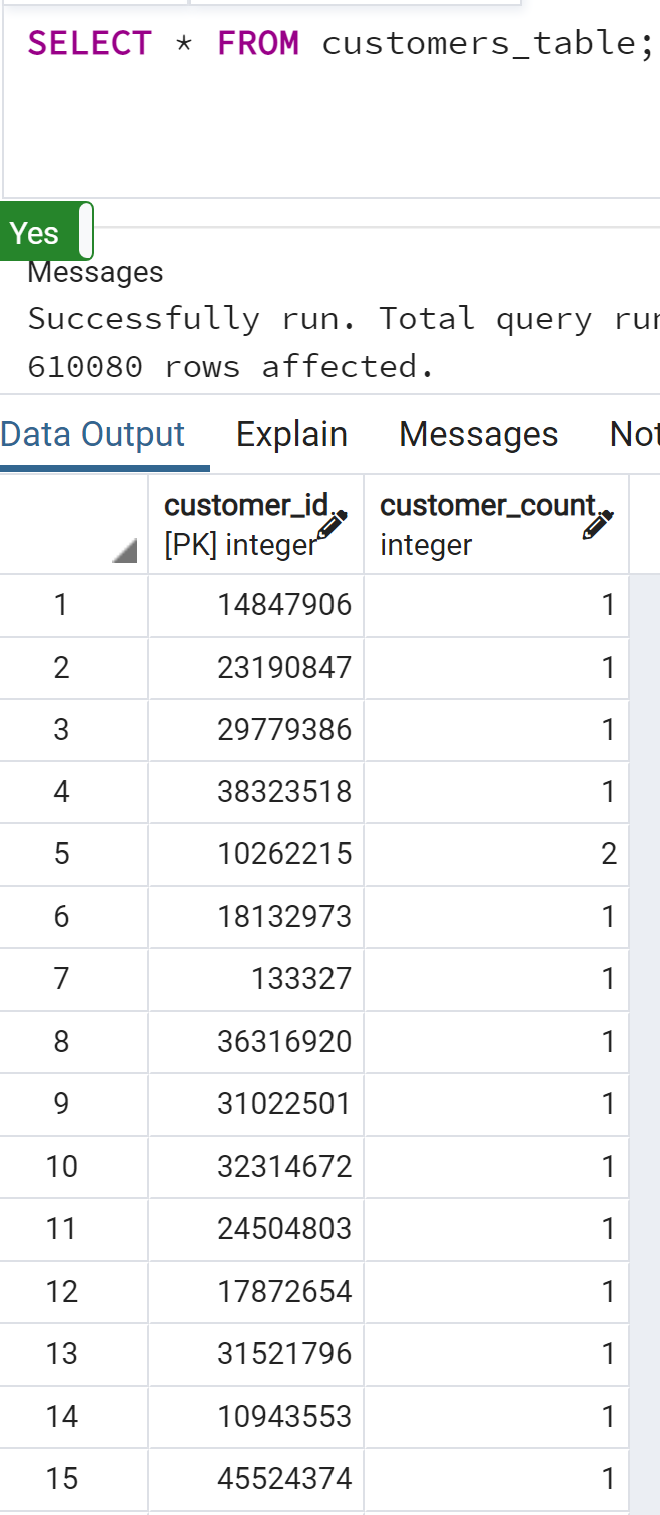 SELECT * FROM customers_table;
Yes
Messages
Successfully run. Total query run
610080 rows affected.
Data Output Explain Messages Not
customer_id customer_count
[PK] integer integer
1 14847906 1
2 23190847 1
3 29779386 1
4 38323518 1
5 10262215 2
6 18132973 1
7 133327 1
8 36316920 1
9 31022501 1
10 32314672 1
11 24504803 1
12 17872654 1
13 31521796 1
14 10943553 1
15 45524374 1